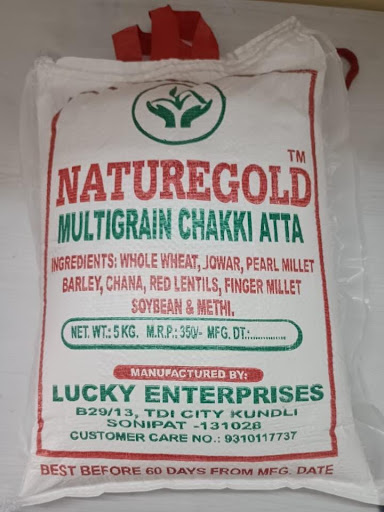 NATUREGOLD TM
MULTIGRAIN CHAKKI ATTA
INGREDIENTS: WHOLE WHEAT, JOWAR, PEARL MILLET
BARLEY, CHANA, RED LENTILS, FINGER MILLET
SOYBEAN & METHI.
NET. WT.: 5 KG. M.R.P.: 350/- MFG. DT:................
MANUFACTURED BY:
LUCKY ENTERPRISES
B29/13, TDI CITY KUNDLI
SONIPAT -131028
CUSTOMER CARE NO.: 9310117737
BEST BEFORE 60 DAYS FROM MFG. DATE